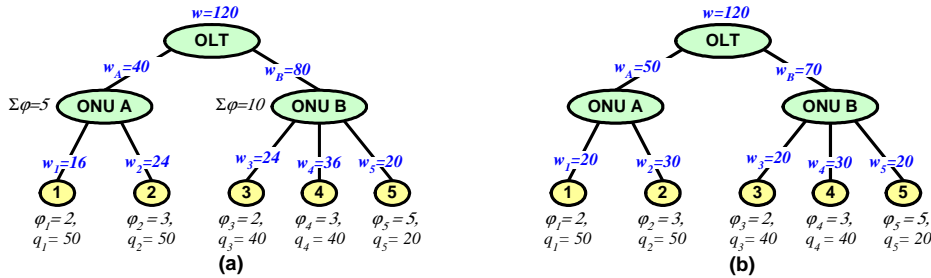 w=120
OLT
w_A=40
w_B=80
Σφ=5
ONU A
Σφ=10
ONU B
w_1=16
w_2=24
w_3=24
w_4=36
w_5=20
1
2
3
4
5
φ_1= 2,
φ_2= 3,
φ_3= 2,
φ_4= 3,
φ_5= 5,
q_1= 50
q_2= 50
q_3= 40
q_4= 40
q_5= 20
(a)
w=120
OLT
w_A=50
w_B=70
ONU A
ONU B
w_1=20
w_2=30
w_3=20
w_4=30
w_5=20
1
2
3
4
5
φ_1= 2,
φ_2= 3,
φ_3= 2,
φ_4= 3,
φ_5= 5,
q_1= 50
q_2= 50
q_3= 40
q_4= 40
q_5= 20
(b)